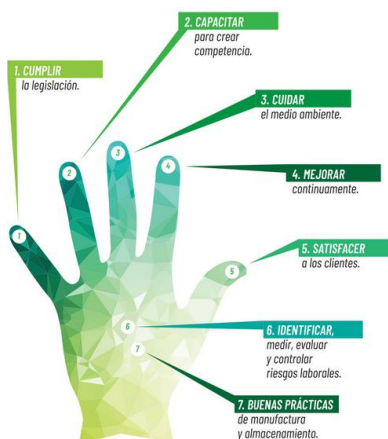 1. CUMPLIR
la legislación.
2. CAPACITAR
para crear
competencia.
3. CUIDAR
el medio ambiente.
4. MEJORAR
continuamente.
5. SATISFACER
a los clientes.
6. IDENTIFICAR,
medir, evaluar
y controlar
riesgos laborales.
7. BUENAS PRÁCTICAS
de manufactura
y almacenamiento.
1
2
3
4
5
6
7